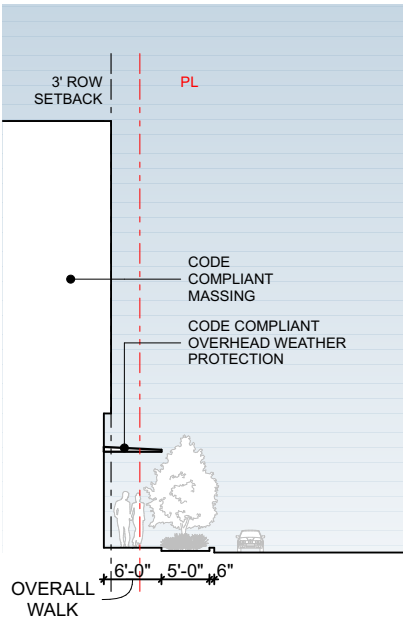 3' ROW
SETBACK
PL
CODE
COMPLIANT
MASSING
CODE COMPLIANT
OVERHEAD WEATHER
PROTECTION
6'-0" 5'-0" 6"
OVERALL
WALK